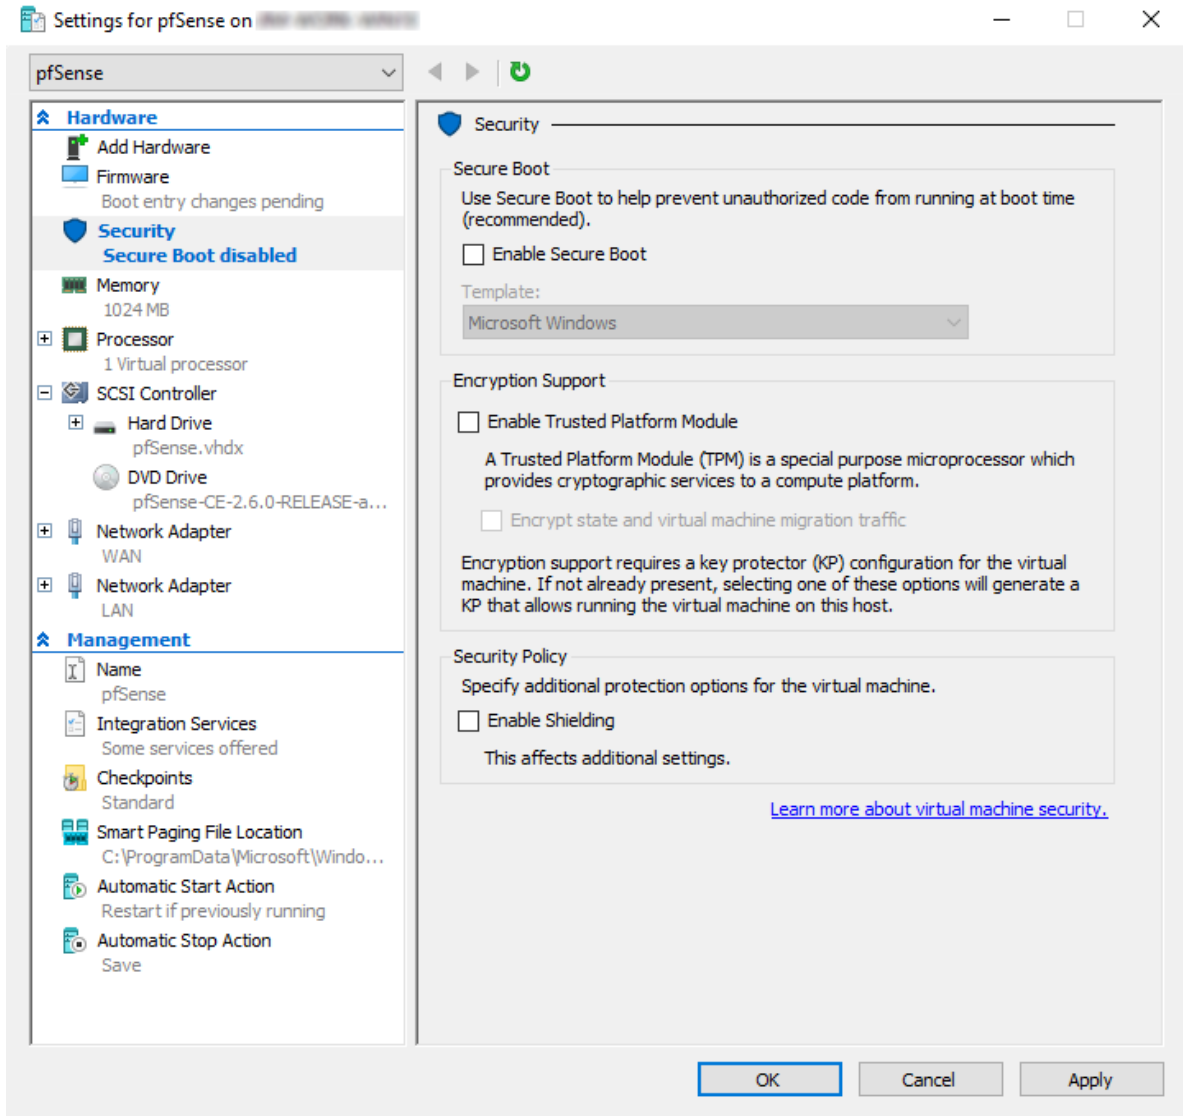 Settings for pfSense on
pfSense
Hardware
Add Hardware
Firmware
Boot entry changes pending
Security
Secure Boot disabled
Memory
1024 MB
Processor
1 Virtual processor
SCSI Controller
Hard Drive
pfSense.vhdx
DVD Drive
pfSense-CE-2.6.0-RELEASE-a...
Network Adapter
WAN
Network Adapter
LAN
Management
Name
pfSense
Integration Services
Some services offered
Checkpoints
Standard
Smart Paging File Location
C:\ProgramData\Microsoft\Windo...
Automatic Start Action
Restart if previously running
Automatic Stop Action
Save
Security
Secure Boot
Use Secure Boot to help prevent unauthorized code from running at boot time
(recommended).
Enable Secure Boot
Template:
Microsoft Windows
Encryption Support
Enable Trusted Platform Module
A Trusted Platform Module (TPM) is a special purpose microprocessor which
provides cryptographic services to a compute platform.
Encrypt state and virtual machine migration traffic
Encryption support requires a key protector (KP) configuration for the virtual
machine. If not already present, selecting one of these options will generate a
KP that allows running the virtual machine on this host.
Security Policy
Specify additional protection options for the virtual machine.
Enable Shielding
This affects additional settings.
Learn more about virtual machine security.
OK
Cancel
Apply